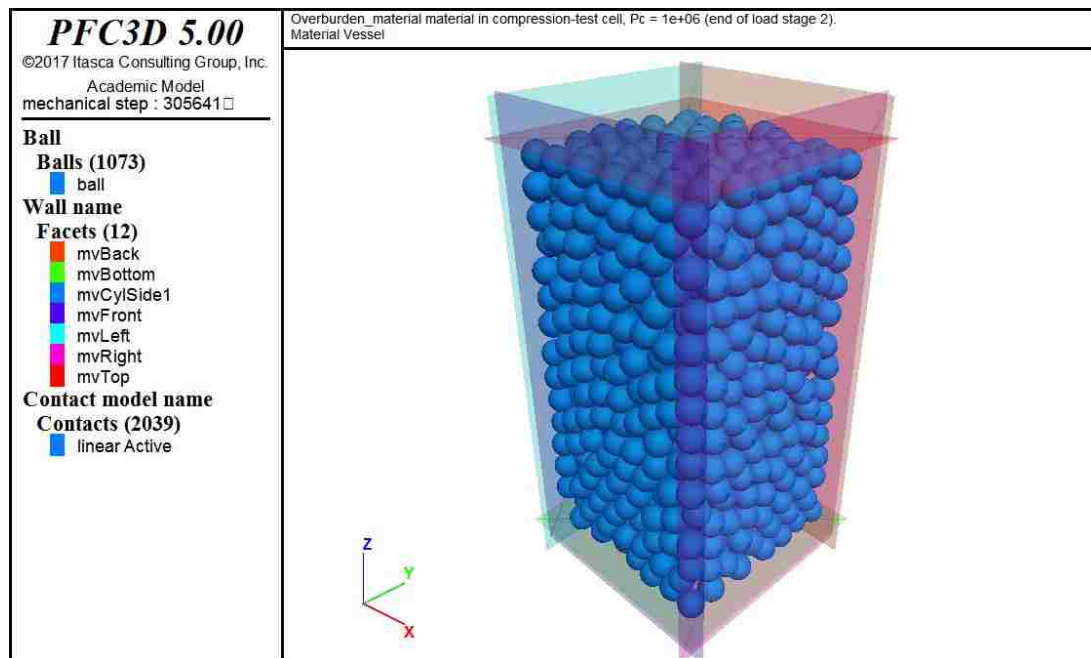 PFC3D 5.00
©2017 Itasca Consulting Group, Inc.
Academic Model
mechanical step : 305641□
Ball
Balls (1073)
ball
Wall name
Facets (12)
mvBack
mvBottom
mvCylSide1
mvFront
mvLeft
mvRight
mvTop
Contact model name
Contacts (2039)
linear Active
Overburden_material material in compression-test cell, Pc = 1e+06 (end of load stage 2).
Material Vessel
Z
Y
X